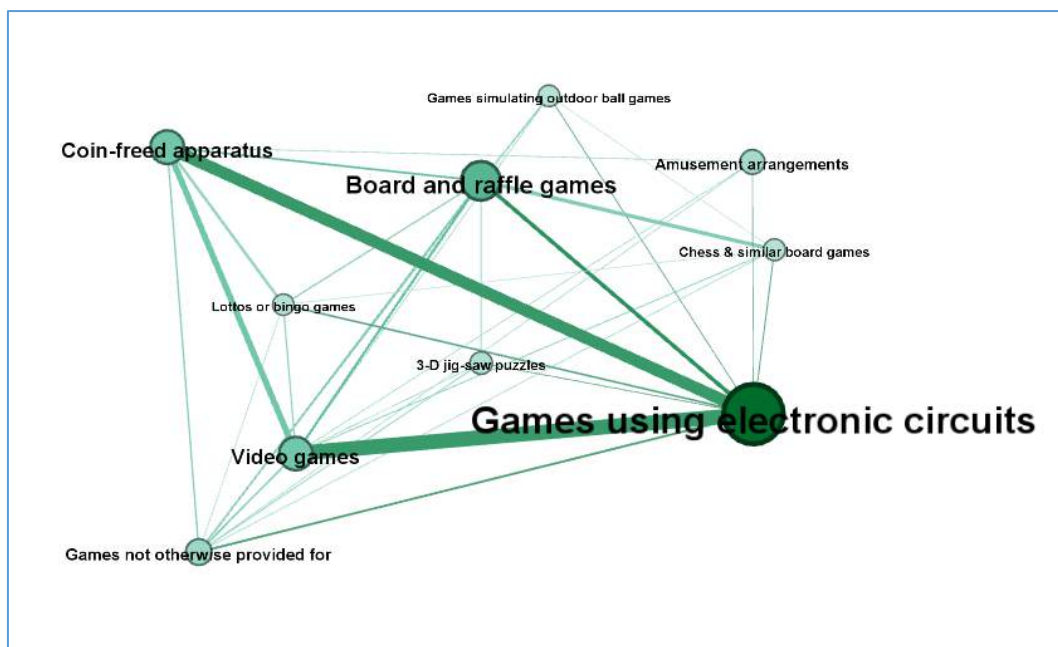 Games simulating outdoor ball games
Coin-freed apparatus
Amusement arrangements
Board and raffle games
Chess & similar board games
Lottos or bingo games
3-D jig-saw puzzles
Games using electronic circuits
Video games
Games not otherwise provided for